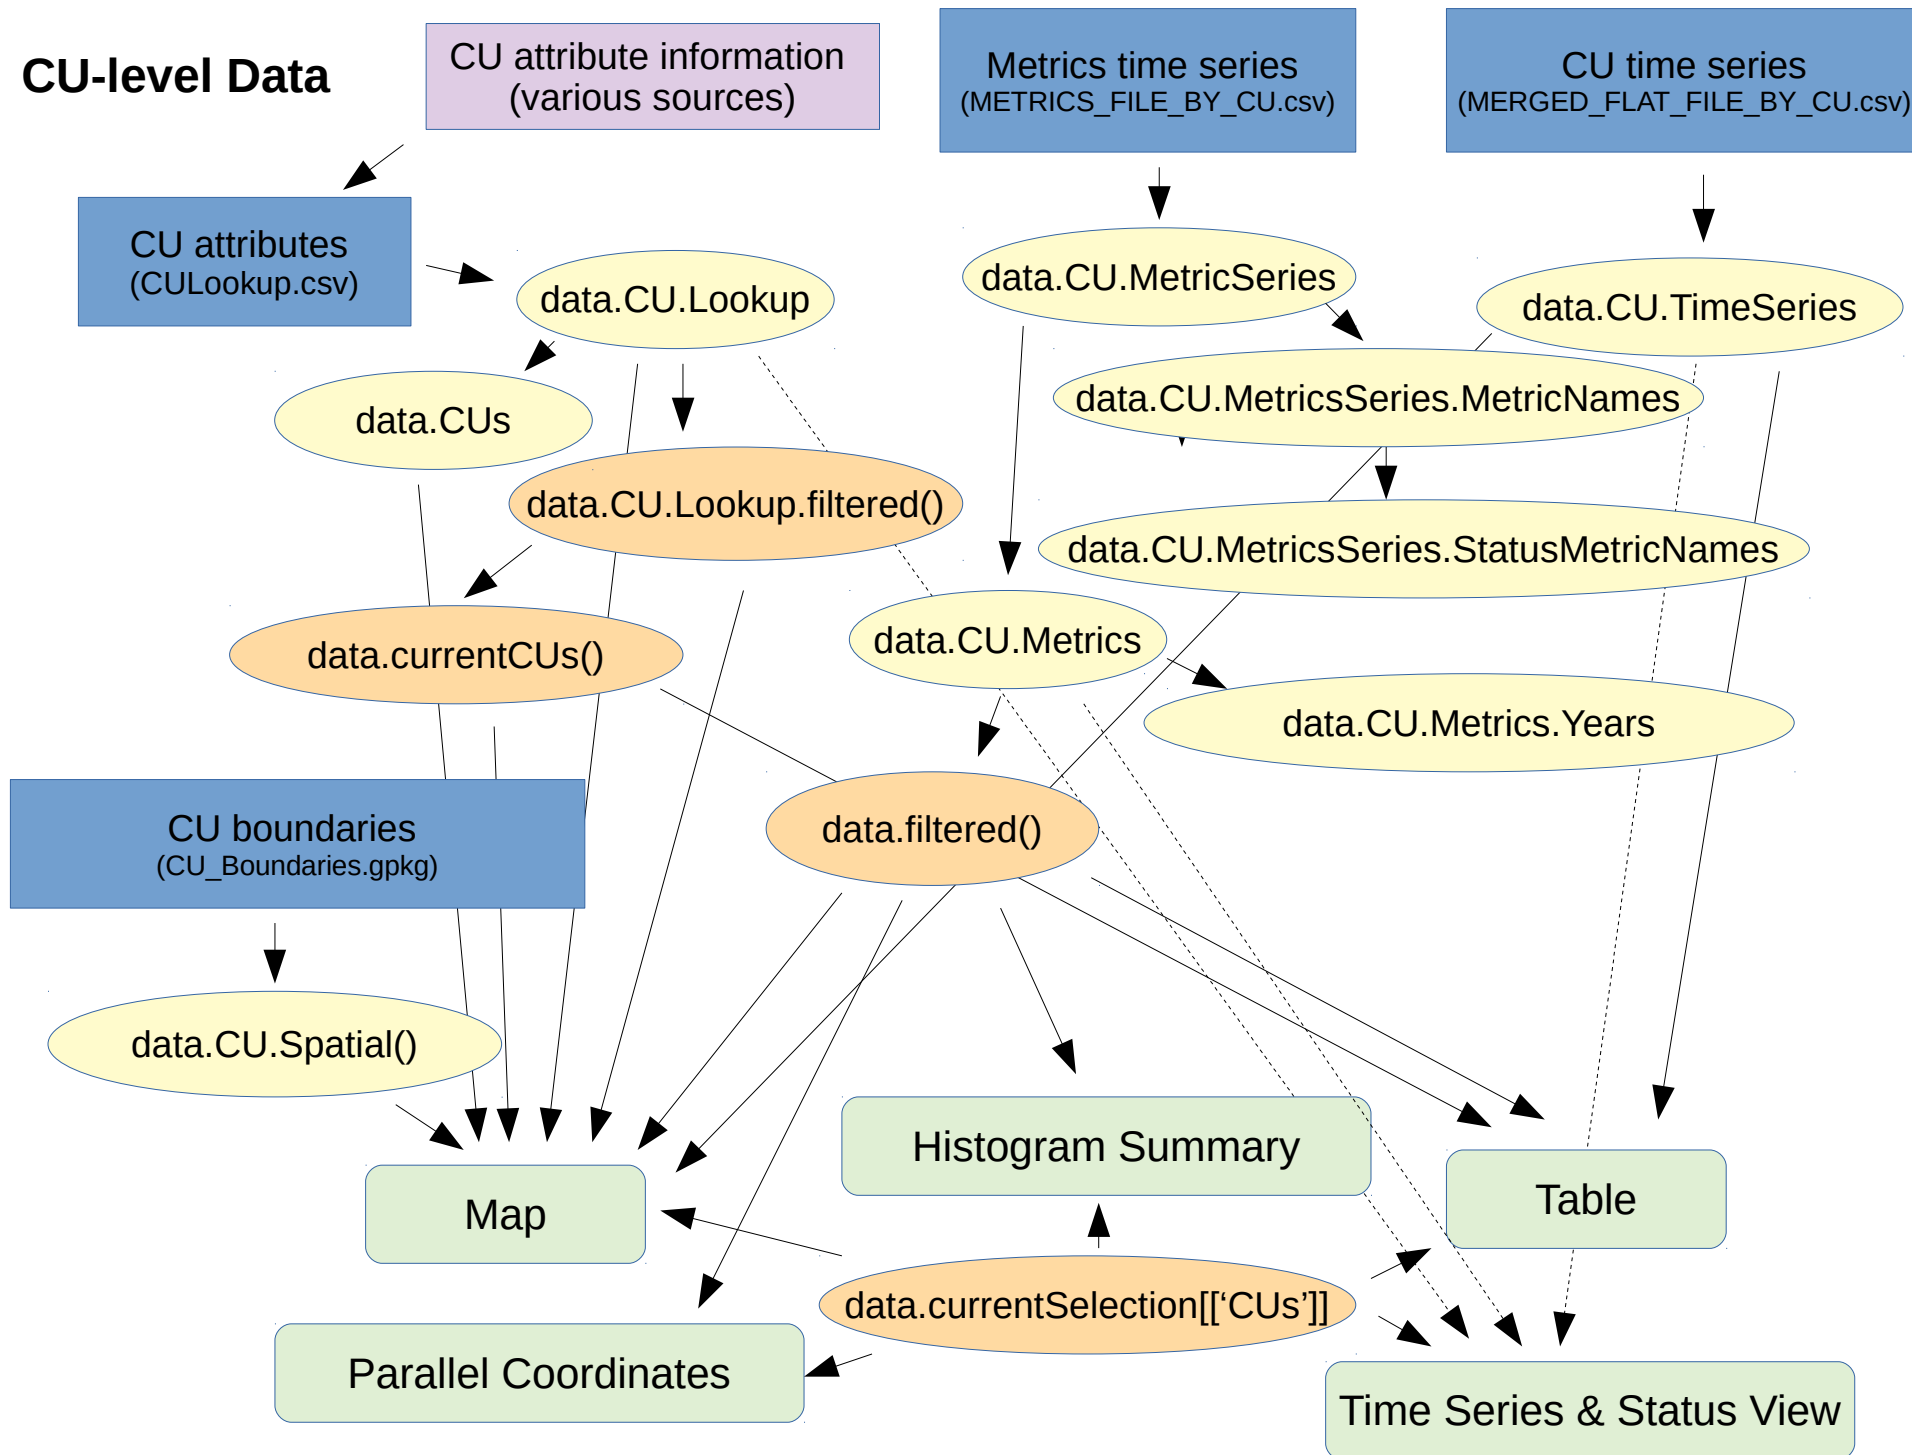 CU-level Data
CU attribute information
(various sources)
Metrics time series
(METRICS_FILE_BY_CU.csv)
CU time series
(MERGED_FLAT_FILE_BY_CU.csv)
CU attributes
(CULookup.csv)
data.CU.Lookup
data.CU.MetricSeries
data.CU.TimeSeries
data.CUs
data.CU.MetricsSeries.MetricNames
data.CU.Lookup.filtered()
data.CU.MetricsSeries.StatusMetricNames
data.currentCUs()
data.CU.Metrics
data.CU.Metrics.Years
CU boundaries
(CU_Boundaries.gpkg)
data.filtered()
data.CU.Spatial()
Histogram Summary
Map
Table
data.currentSelection[[‘CUs’]]
Parallel Coordinates
Time Series & Status View